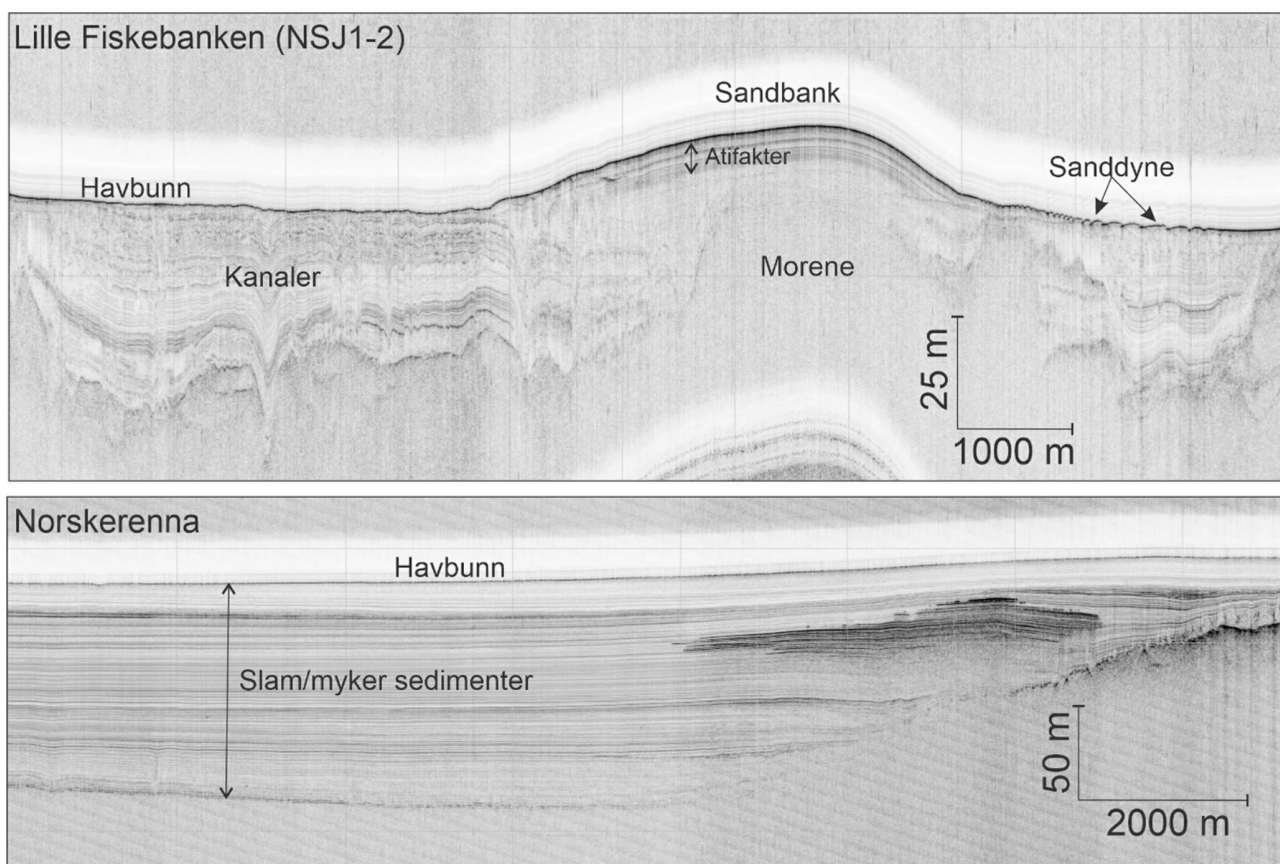 Lille Fiskebanken (NSJ1-2)
Sandbank
Atifakter
Sanddyne
Havbunn
Kanaler
Morene
25 m
1000 m
Norskerenna
Havbunn
Slam/myker sedimenter
50 m
2000 m